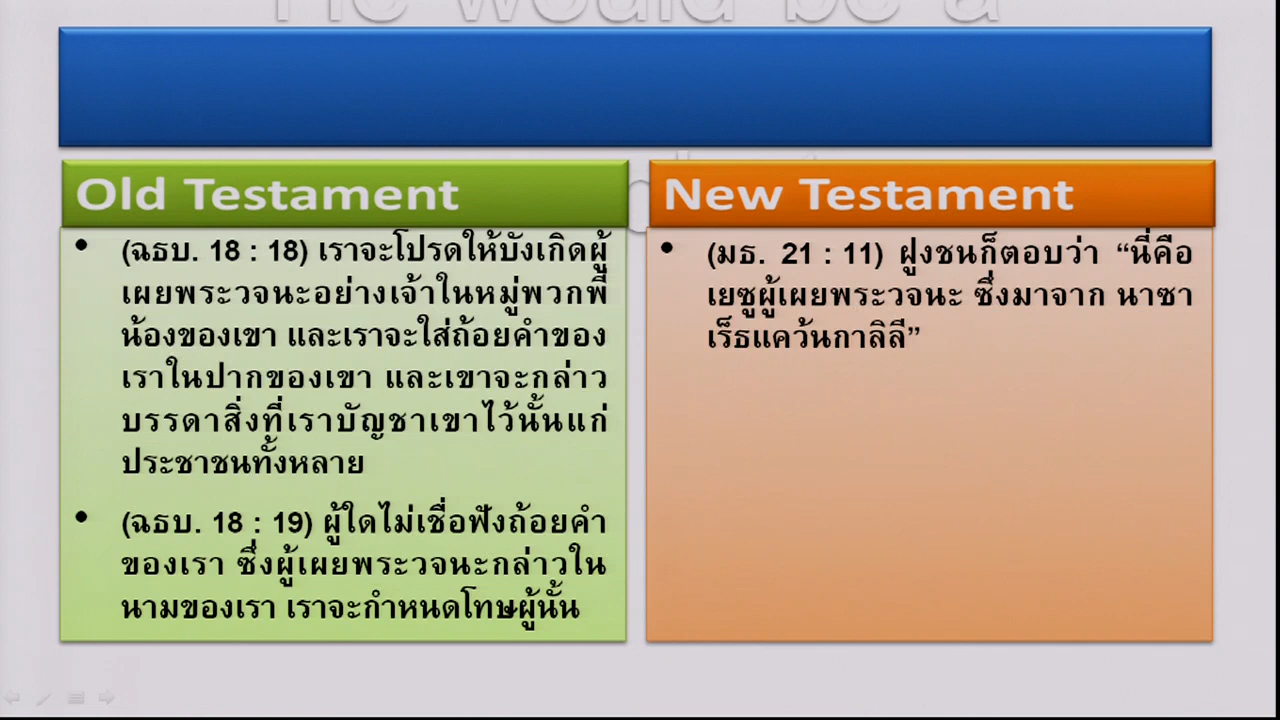 He would be a
Old Testament
New Testament
• (ฉธบ. 18 : 18) เราจะโปรดให้บังเกิดผู้
เผยพระวจนะอย่างเจ้าในหมู่พวกพี่
น้องของเขา และเราจะใส่ถ้อยคำของ
เราในปากของเขา และเขาจะกล่าว
บรรดาสิ่งที่เราบัญชาเขาไว้นั้นแก่
ประชาชนทั้งหลาย
• (ฉธบ. 18 : 19) ผู้ใดไม่เชื่อฟังถ้อยคำ
ของเรา ซึ่งผู้เผยพระวจนะกล่าวใน
นามของเรา เราจะกำหนดโทษผู้นั้น
• (มธ. 21 : 11) ฝูงชนก็ตอบว่า “นี่คือ
เยซูผู้เผยพระวจนะ ซึ่งมาจาก นาซา
เร็ธแคว้นกาลิลี”